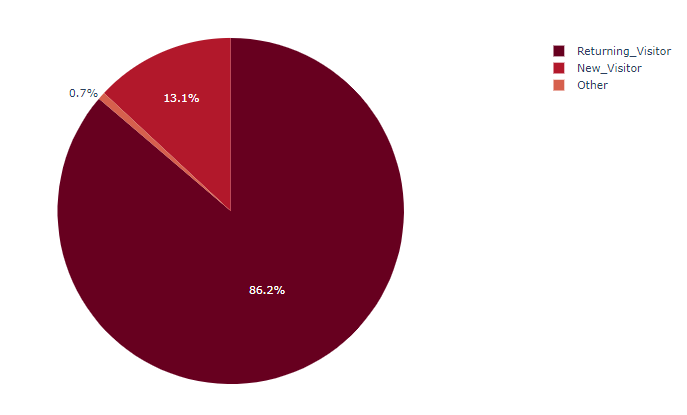 Returning_Visitor
New_Visitor
Other
0.7%
13.1%
86.2%